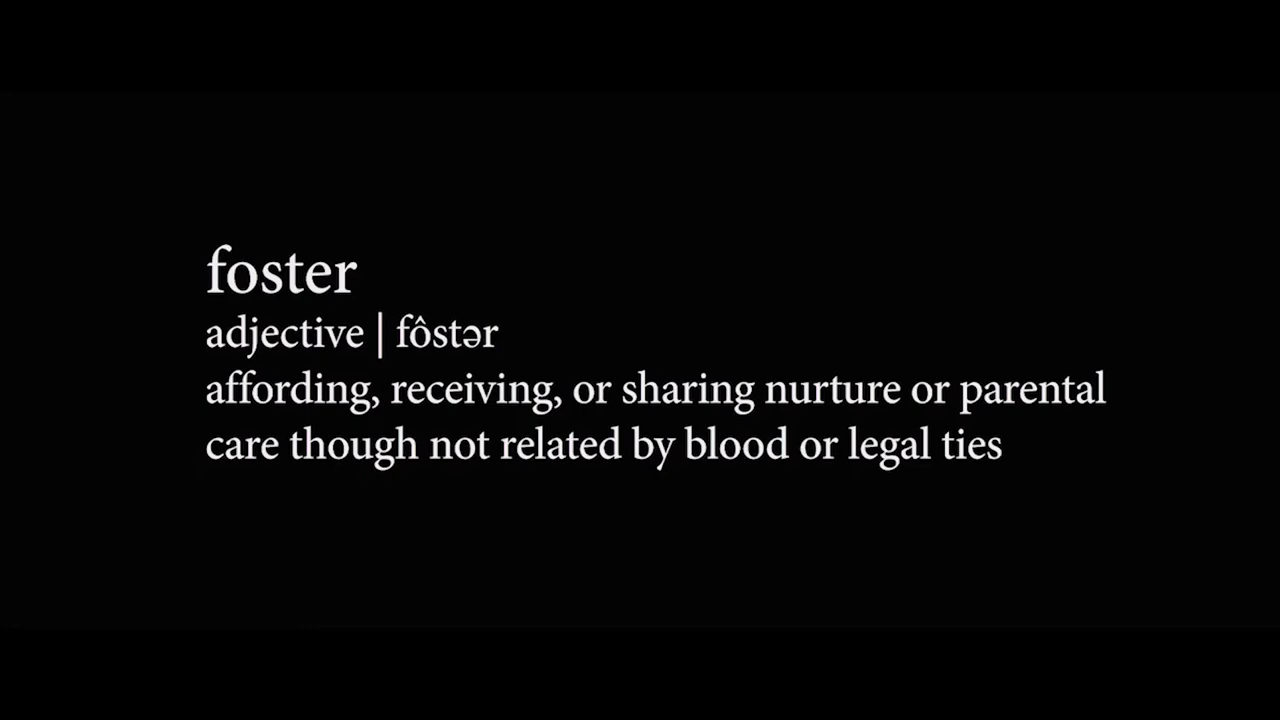 foster
adjective | fôstər
affording, receiving, or sharing nurture or parental
care though not related by blood or legal ties